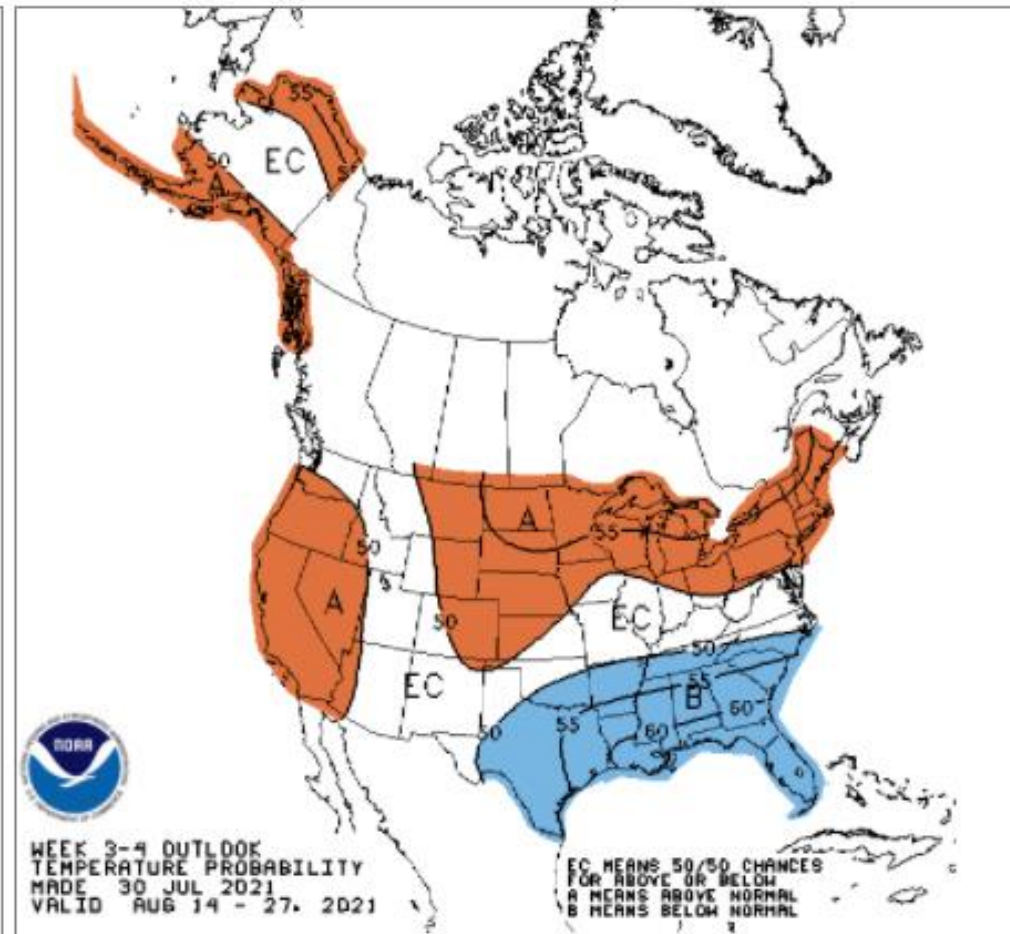 55
50
EC
A
55
A
55
50
A
EC
50
50
EC
55
B
60
50
55
60
NOAA
WEEK 3-4 OUTLOOK
TEMPERATURE PROBABILITY
MADE 30 JUL 2021
VALID AUG 14 - 27, 2021
EC MEANS 50/50 CHANCES
FOR ABOVE OR BELOW
A MEANS ABOVE NORMAL
B MEANS BELOW NORMAL